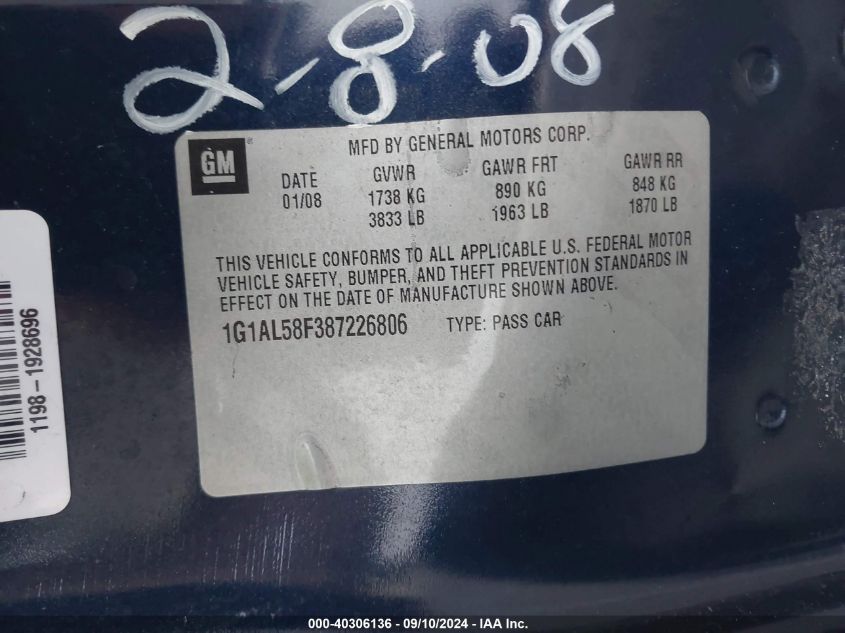 2-8-08
GM
MFD BY GENERAL MOTORS CORP.
DATE GVWR GAWR FRT GAWR RR
01/08 1738 KG 890 KG 848 KG
3833 LB 1963 LB 1870 LB
THIS VEHICLE CONFORMS TO ALL APPLICABLE U.S. FEDERAL MOTOR
VEHICLE SAFETY, BUMPER, AND THEFT PREVENTION STANDARDS IN
EFFECT ON THE DATE OF MANUFACTURE SHOWN ABOVE.
1G1AL58F387226806 TYPE: PASS CAR
1198-1928696
000-40306136 - 09/10/2024 - IAA Inc.